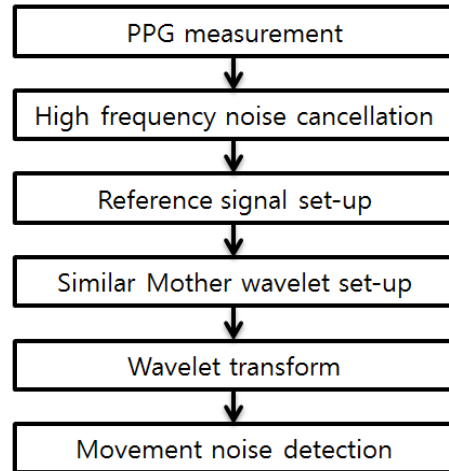 PPG measurement
High frequency noise cancellation
Reference signal set-up
Similar Mother wavelet set-up
Wavelet transform
Movement noise detection